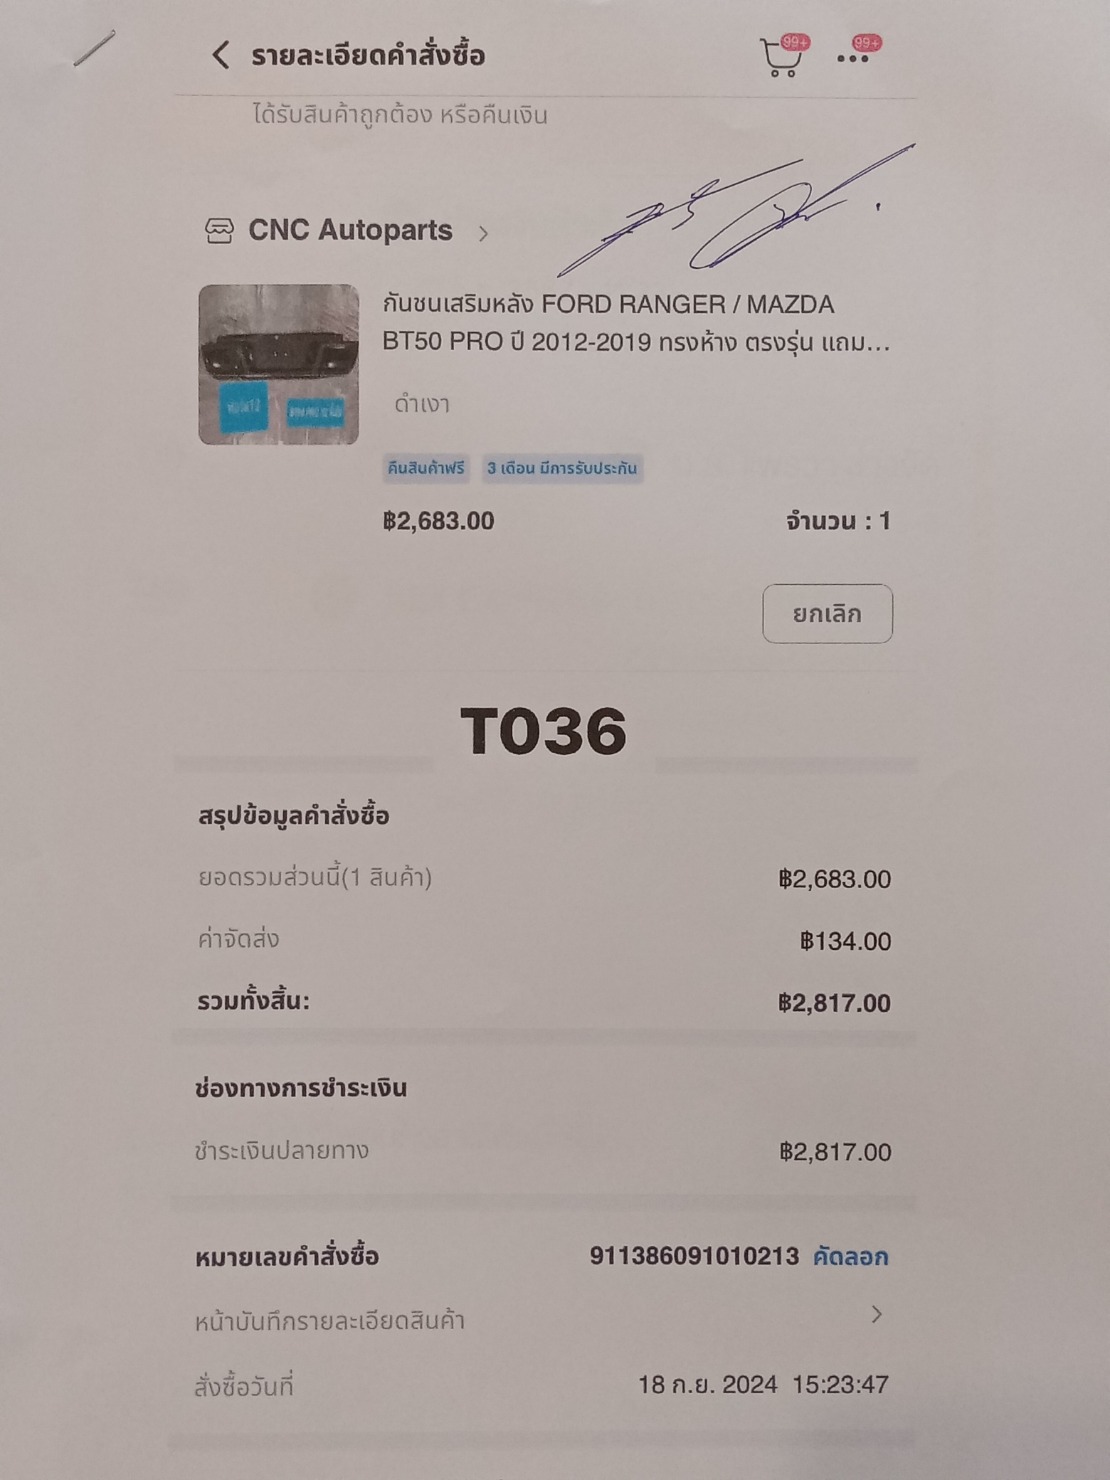 รายละเอียดคำสั่งซื้อ
99+
99+
ได้รับสินค้าถูกต้อง หรือคืนเงิน
CNC Autoparts
กันชนเสริมหลัง FORD RANGER / MAZDA
BT50 PRO ปี 2012-2019 ทรงห้าง ตรงรุ่น แถม...
ดำเงา
คืนสินค้าฟรี 3 เดือน มีการรับประกัน
฿2,683.00 จำนวน : 1
ยกเลิก
T036
สรุปข้อมูลคำสั่งซื้อ
ยอดรวมส่วนนี้(1 สินค้า) ฿2,683.00
ค่าจัดส่ง ฿134.00
รวมทั้งสิ้น: ฿2,817.00
ช่องทางการชำระเงิน
ชำระเงินปลายทาง ฿2,817.00
หมายเลขคำสั่งซื้อ 911386091010213 คัดลอก
หน้าบันทึกรายละเอียดสินค้า
สั่งซื้อวันที่ 18 ก.ย. 2024 15:23:47